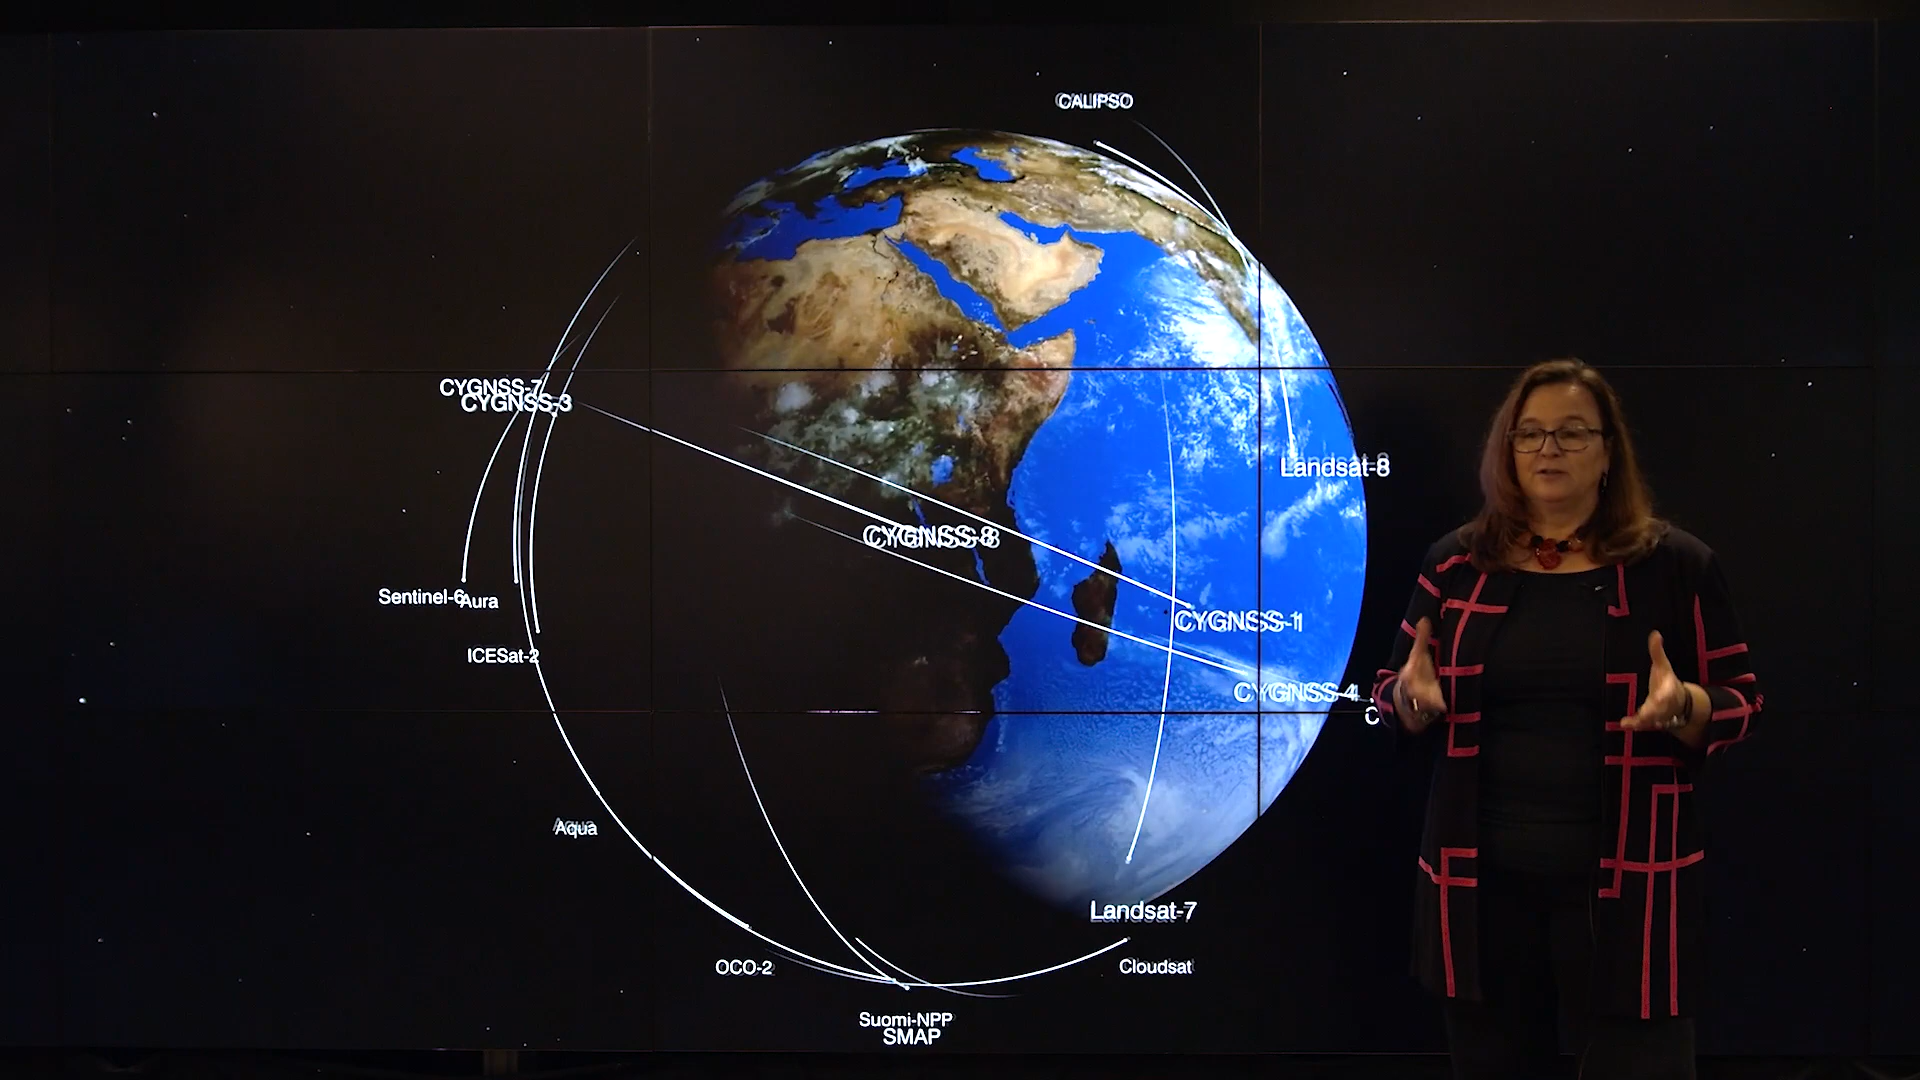 CALIPSO
CYGNSS-7
CYGNSS-3
Landsat-8
CYGNSS-8
Sentinel-6
Aura
CYGNSS-1
ICESat-2
CYGNSS-4
C
Aqua
Landsat-7
OCO-2
Cloudsat
Suomi-NPP
SMAP